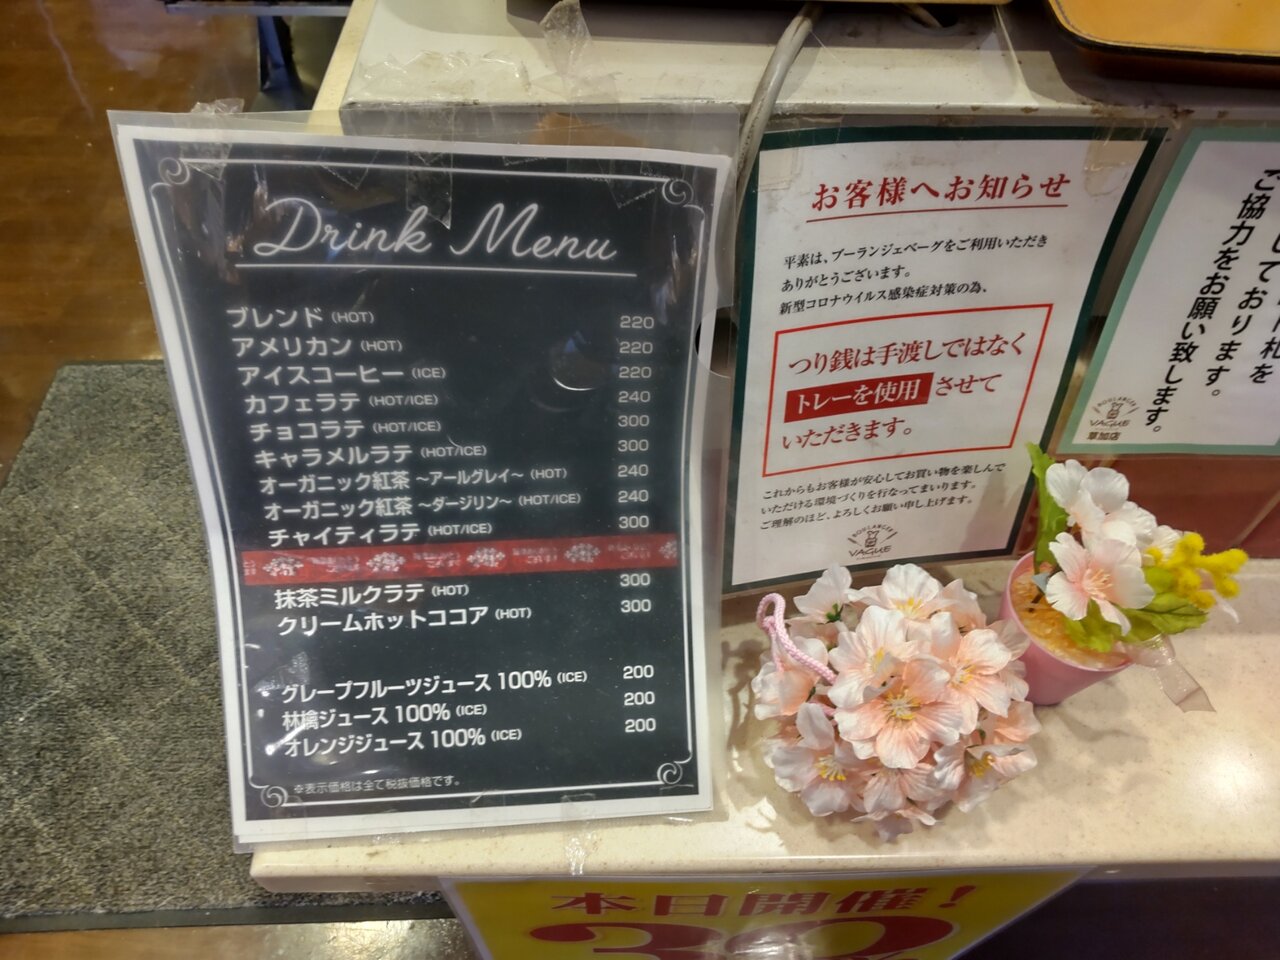 Drink Menu
ブレンド (HOT) 220
アメリカン (HOT) 220
アイスコーヒー (ICE) 220
カフェラテ (HOT/ICE) 240
チョコラテ (HOT/ICE) 300
キャラメルラテ (HOT/ICE) 300
オーガニック紅茶 〜アールグレイ〜 (HOT) 240
オーガニック紅茶 〜ダージリン〜 (HOT/ICE) 240
チャイティラテ (HOT/ICE) 300
抹茶ミルクラテ (HOT) 300
クリームホットココア (HOT) 300
グレープフルーツジュース 100% (ICE) 200
林檎ジュース 100% (ICE) 200
オレンジジュース 100% (ICE) 200
※表示価格は全て税抜価格です。
お客様へお知らせ
平素は、ブーランジェベーグをご利用いただき
ありがとうございます。
新型コロナウイルス感染症対策の為、
つり銭は手渡しではなく
トレーを使用 させて
いただきます。
これからもお客様が安心してお買い物を楽しんで
いただける環境づくりを行なってまいります。
ご理解のほど、よろしくお願い申し上げます。
BOULANGER
VAGUE
しております。
ご協力をお願い致します。
BOULANGER
VAGUE
草加店
本日開催!